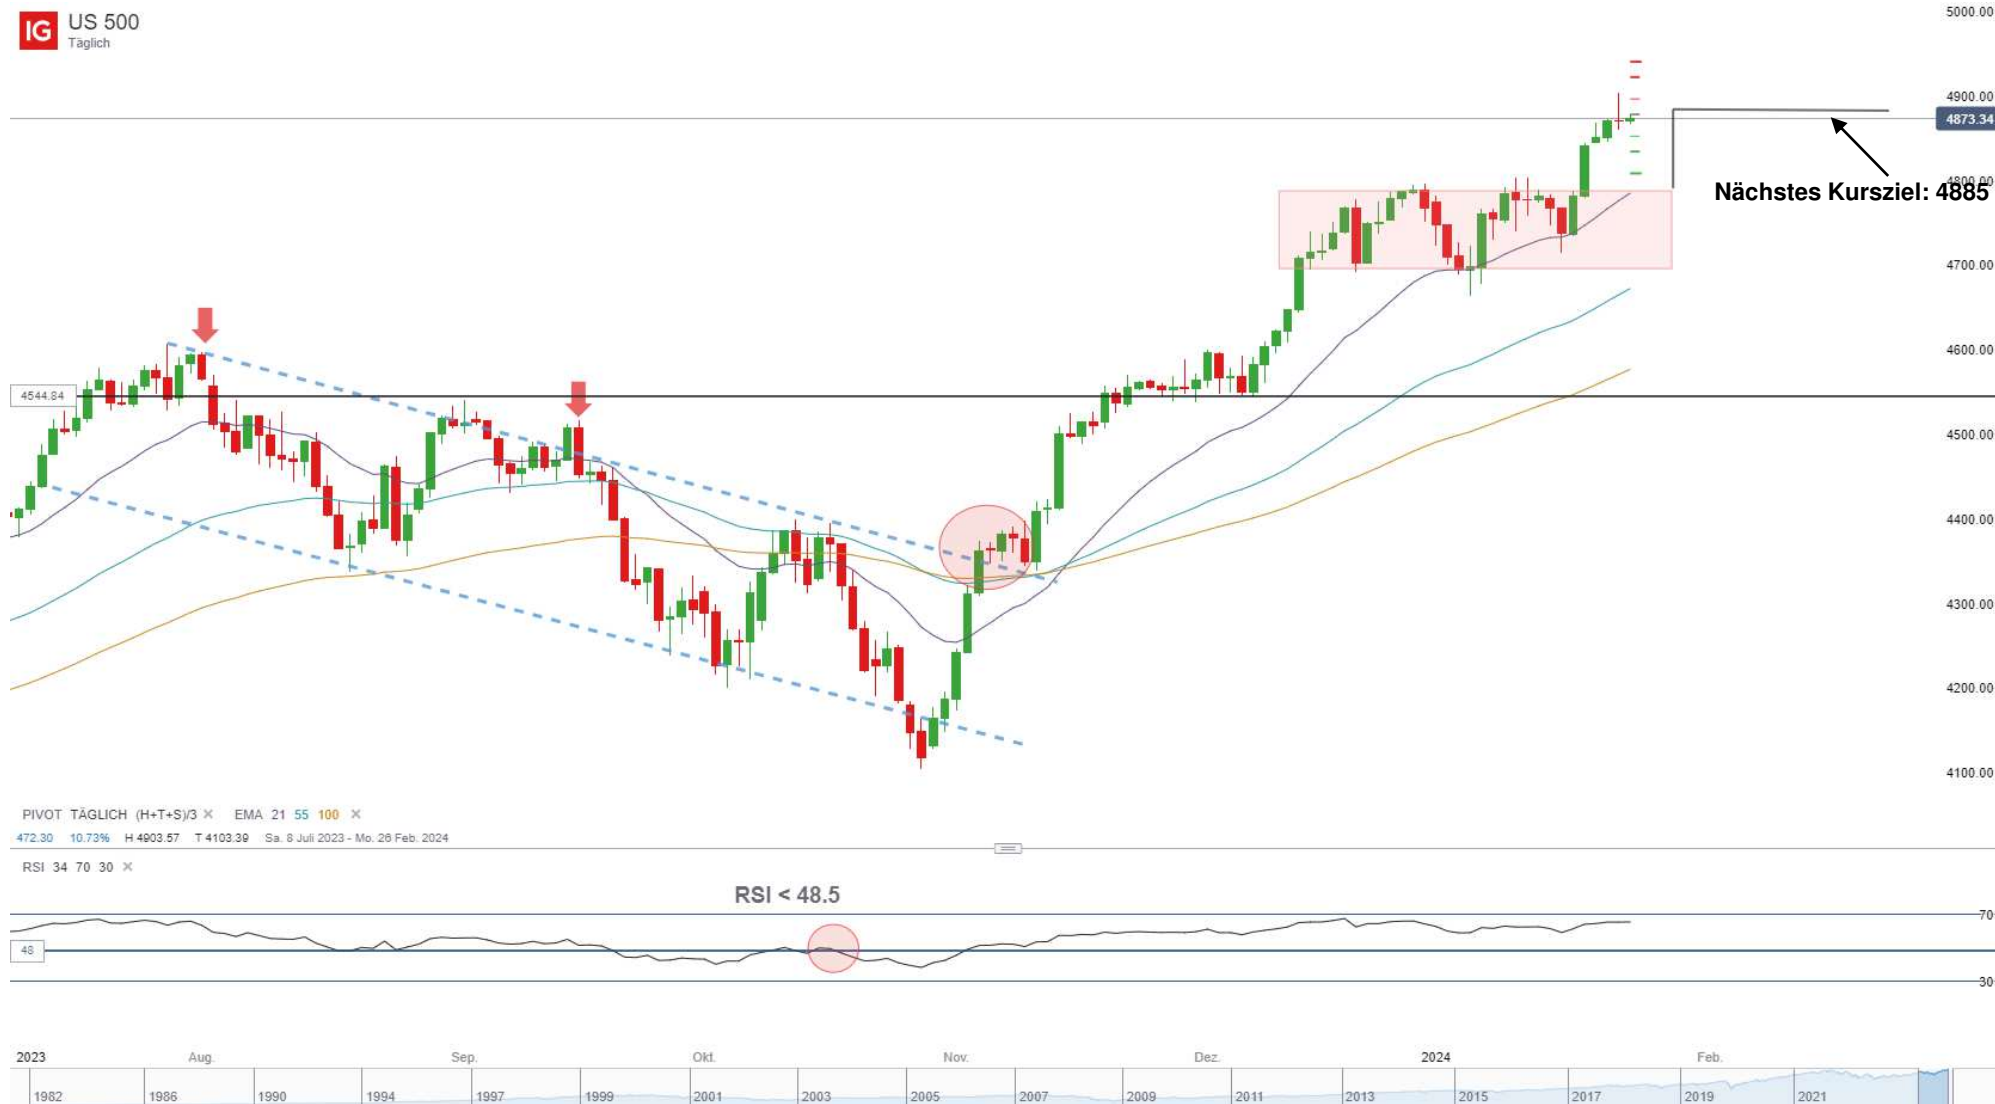 IG US 500
Täglich
5000.00
4900.00
4873.34
4800.00
Nächstes Kursziel: 4885
4700.00
4600.00
4544.84
4500.00
4400.00
4300.00
4200.00
4100.00
PIVOT TÄGLICH (H+T+S)/3 × EMA 21 55 100 ×
472.30 10.73% H 4903.57 T 4103.39 Sa. 8 Juli 2023 - Mo. 26 Feb. 2024
RSI 34 70 30 ×
RSI < 48.5
70
48
30
2023 Aug. Sep. Okt. Nov. Dez. 2024 Feb.
1982 1986 1990 1994 1997 1999 2001 2003 2005 2007 2009 2011 2013 2015 2017 2019 2021